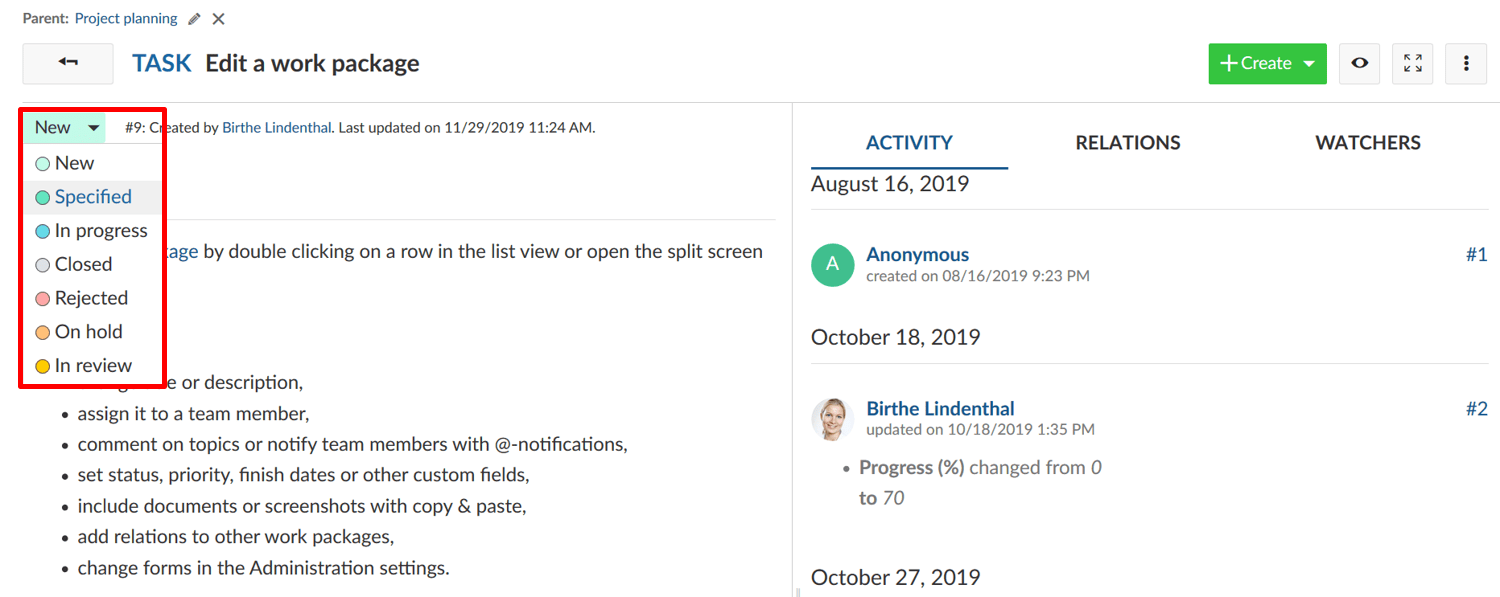 Parent: Project planning
TASK Edit a work package
Create
New
#9: Created by Birthe Lindenthal. Last updated on 11/29/2019 11:24 AM.
New
Specified
In progress
Closed
Rejected
On hold
In review
by double clicking on a row in the list view or open the split screen
or description,
• assign it to a team member,
• comment on topics or notify team members with @-notifications,
• set status, priority, finish dates or other custom fields,
• include documents or screenshots with copy & paste,
• add relations to other work packages,
• change forms in the Administration settings.
ACTIVITY RELATIONS WATCHERS
August 16, 2019
A
Anonymous #1
created on 08/16/2019 9:23 PM
October 18, 2019
Birthe Lindenthal #2
updated on 10/18/2019 1:35 PM
• Progress (%) changed from 0
to 70
October 27, 2019